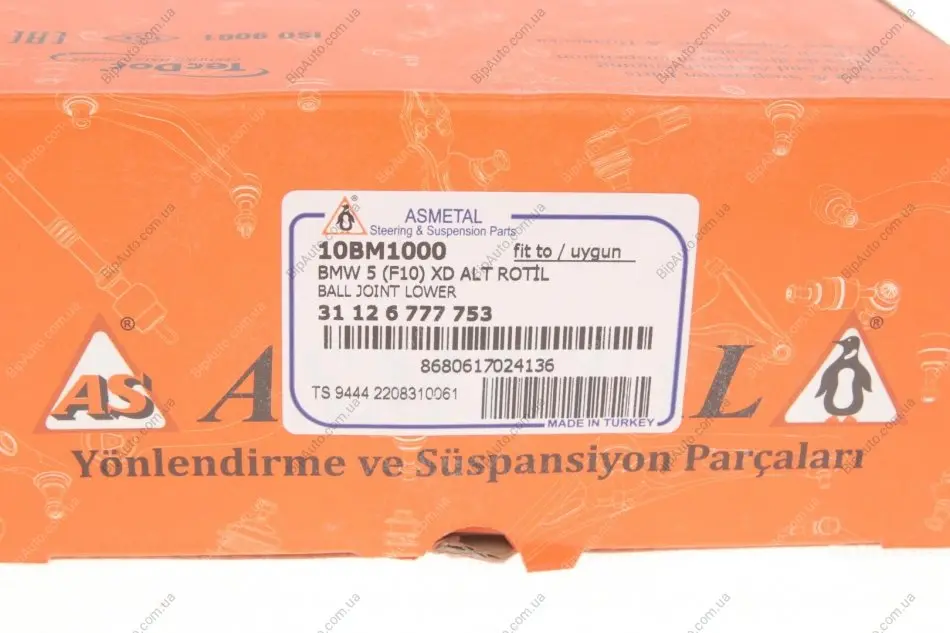 ISO 9001
TecDoc
ASMETAL
Steering & Suspension Parts
10BM1000 fit to / uygun
BMW 5 (F10) XD ALT ROTİL
BALL JOINT LOWER
31 12 6 777 753
8680617024136
TS 9444 2208310061
MADE IN TURKEY
® ®
AS A L
Yönlendirme ve Süspansiyon Parçaları
BipAuto.com.ua